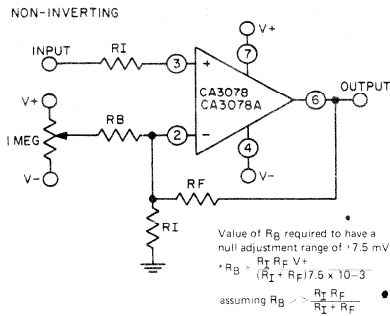 NON-INVERTING
INPUT
RI
3
+
7
V+
CA3078
CA3078A
6
OUTPUT
V+
1 MEG
V-
RB
2
-
4
V-
RF
RI
Value of RB required to have a
null adjustment range of ±7.5 mV
*RB ≥ RI RF V+
(RI + RF) 7.5 x 10-3
assuming RB > > RI RF
RI + RF